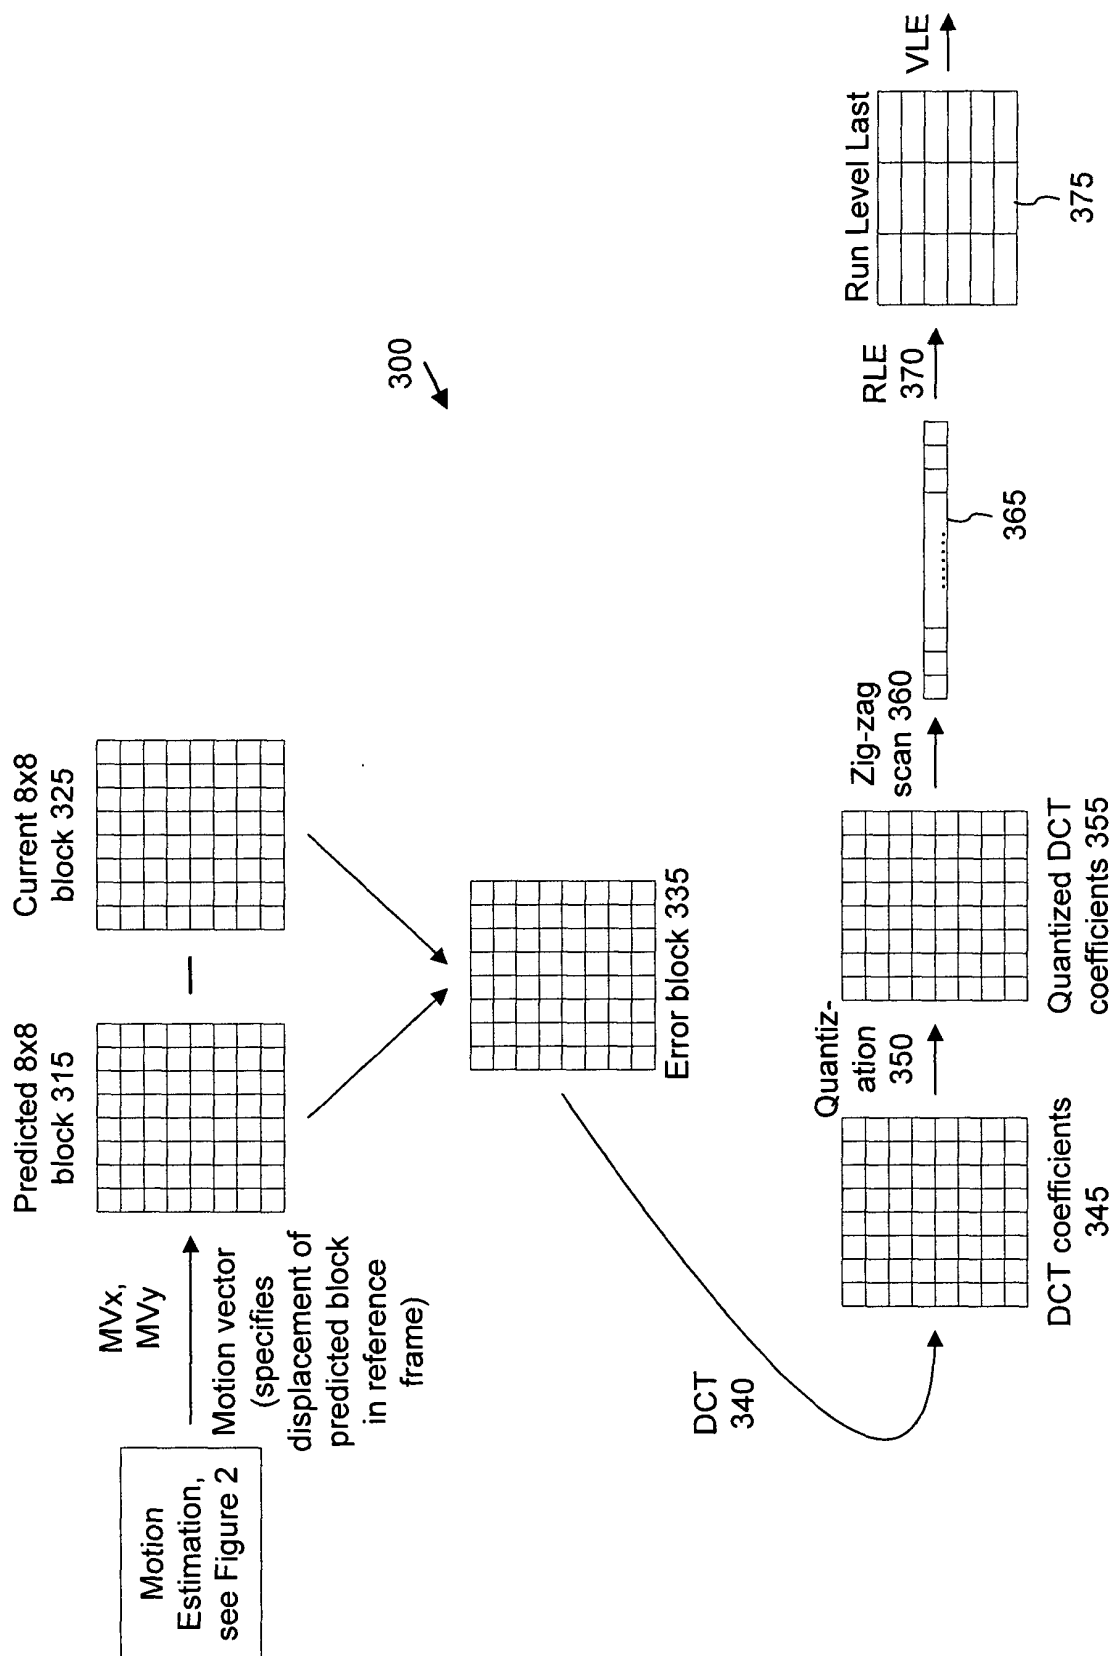 Motion
Estimation,
see Figure 2
MVx,
MVy
Motion vector
(specifies
displacement of
predicted block
in reference
frame)
Predicted 8x8
block 315
Current 8x8
block 325
300
Error block 335
DCT
340
DCT coefficients
345
Quantiz-
ation
350
Quantized DCT
coefficients 355
Zig-zag
scan 360
365
RLE
370
Run Level Last
375
VLE